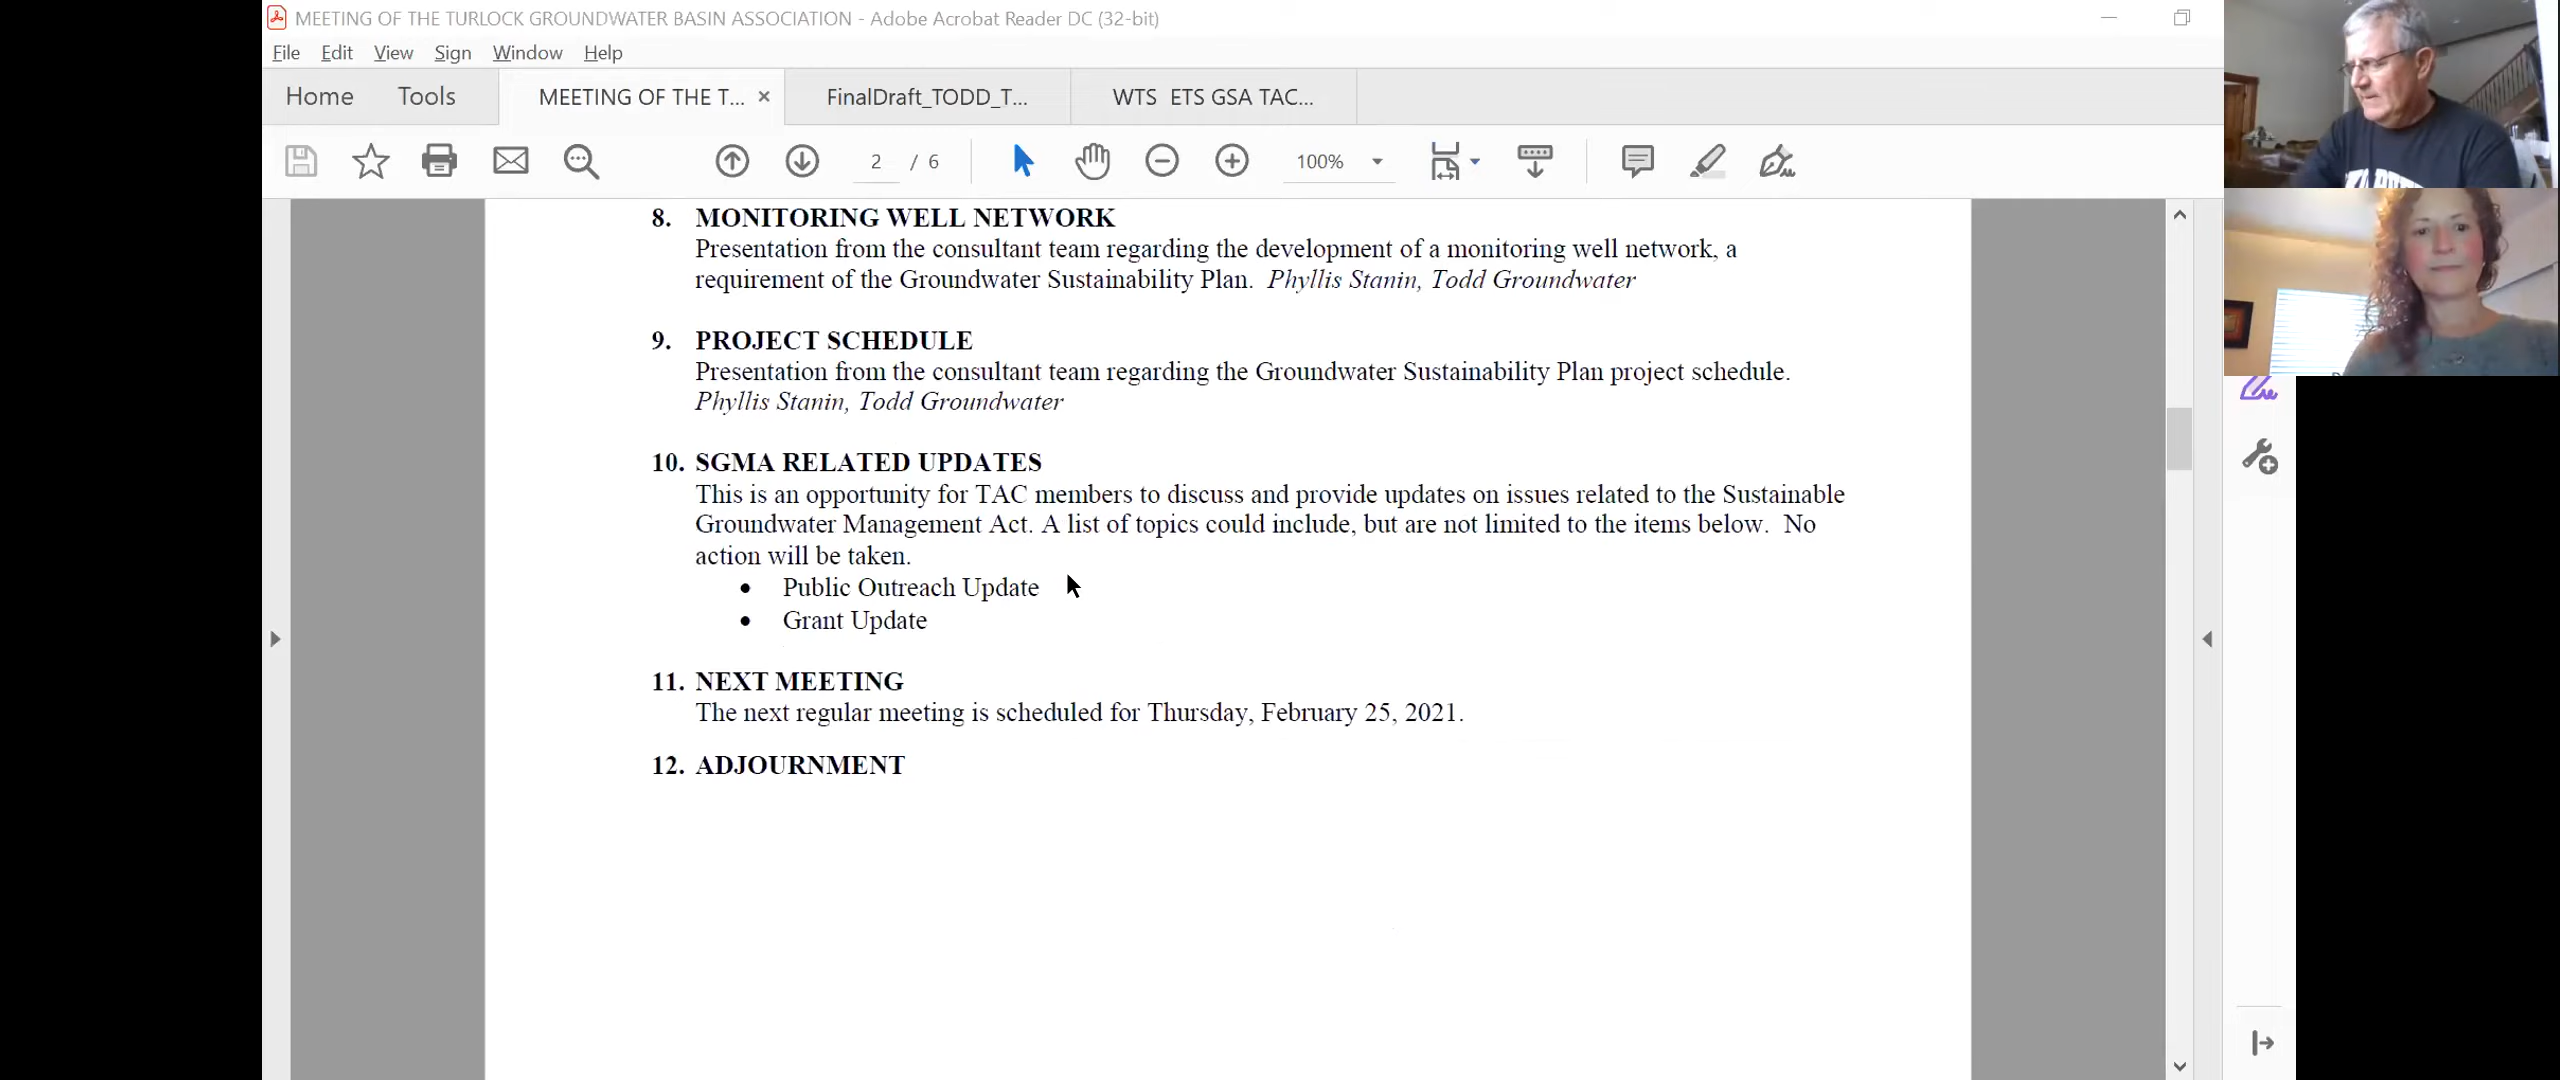 MEETING OF THE TURLOCK GROUNDWATER BASIN ASSOCIATION - Adobe Acrobat Reader DC (32-bit)
File Edit View Sign Window Help
Home Tools MEETING OF THE T... × FinalDraft_TODD_T... WTS ETS GSA TAC...
2 / 6 100%
8. MONITORING WELL NETWORK
Presentation from the consultant team regarding the development of a monitoring well network, a
requirement of the Groundwater Sustainability Plan. Phyllis Stanin, Todd Groundwater
9. PROJECT SCHEDULE
Presentation from the consultant team regarding the Groundwater Sustainability Plan project schedule.
Phyllis Stanin, Todd Groundwater
10. SGMA RELATED UPDATES
This is an opportunity for TAC members to discuss and provide updates on issues related to the Sustainable
Groundwater Management Act. A list of topics could include, but are not limited to the items below. No
action will be taken.
• Public Outreach Update
• Grant Update
11. NEXT MEETING
The next regular meeting is scheduled for Thursday, February 25, 2021.
12. ADJOURNMENT